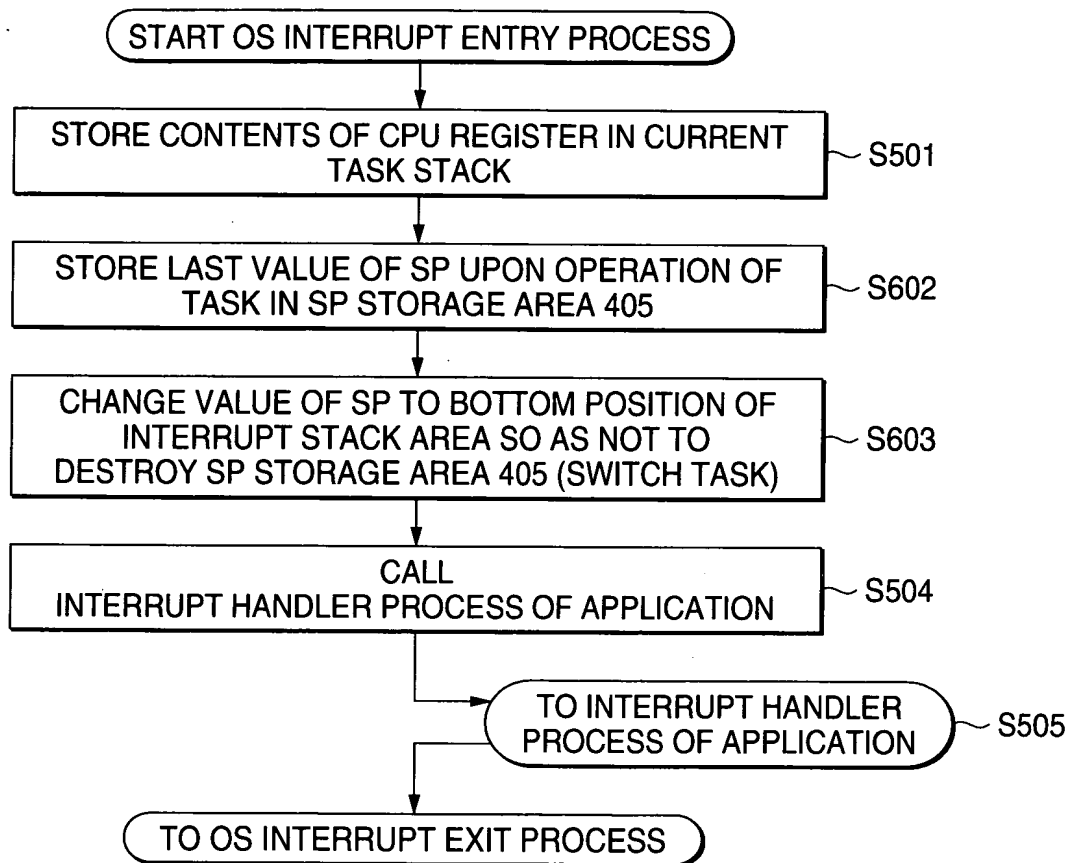 START OS INTERRUPT ENTRY PROCESS
STORE CONTENTS OF CPU REGISTER IN CURRENT
TASK STACK
S501
STORE LAST VALUE OF SP UPON OPERATION OF
TASK IN SP STORAGE AREA 405
S602
CHANGE VALUE OF SP TO BOTTOM POSITION OF
INTERRUPT STACK AREA SO AS NOT TO
DESTROY SP STORAGE AREA 405 (SWITCH TASK)
S603
CALL
INTERRUPT HANDLER PROCESS OF APPLICATION
S504
TO INTERRUPT HANDLER
PROCESS OF APPLICATION
S505
TO OS INTERRUPT EXIT PROCESS